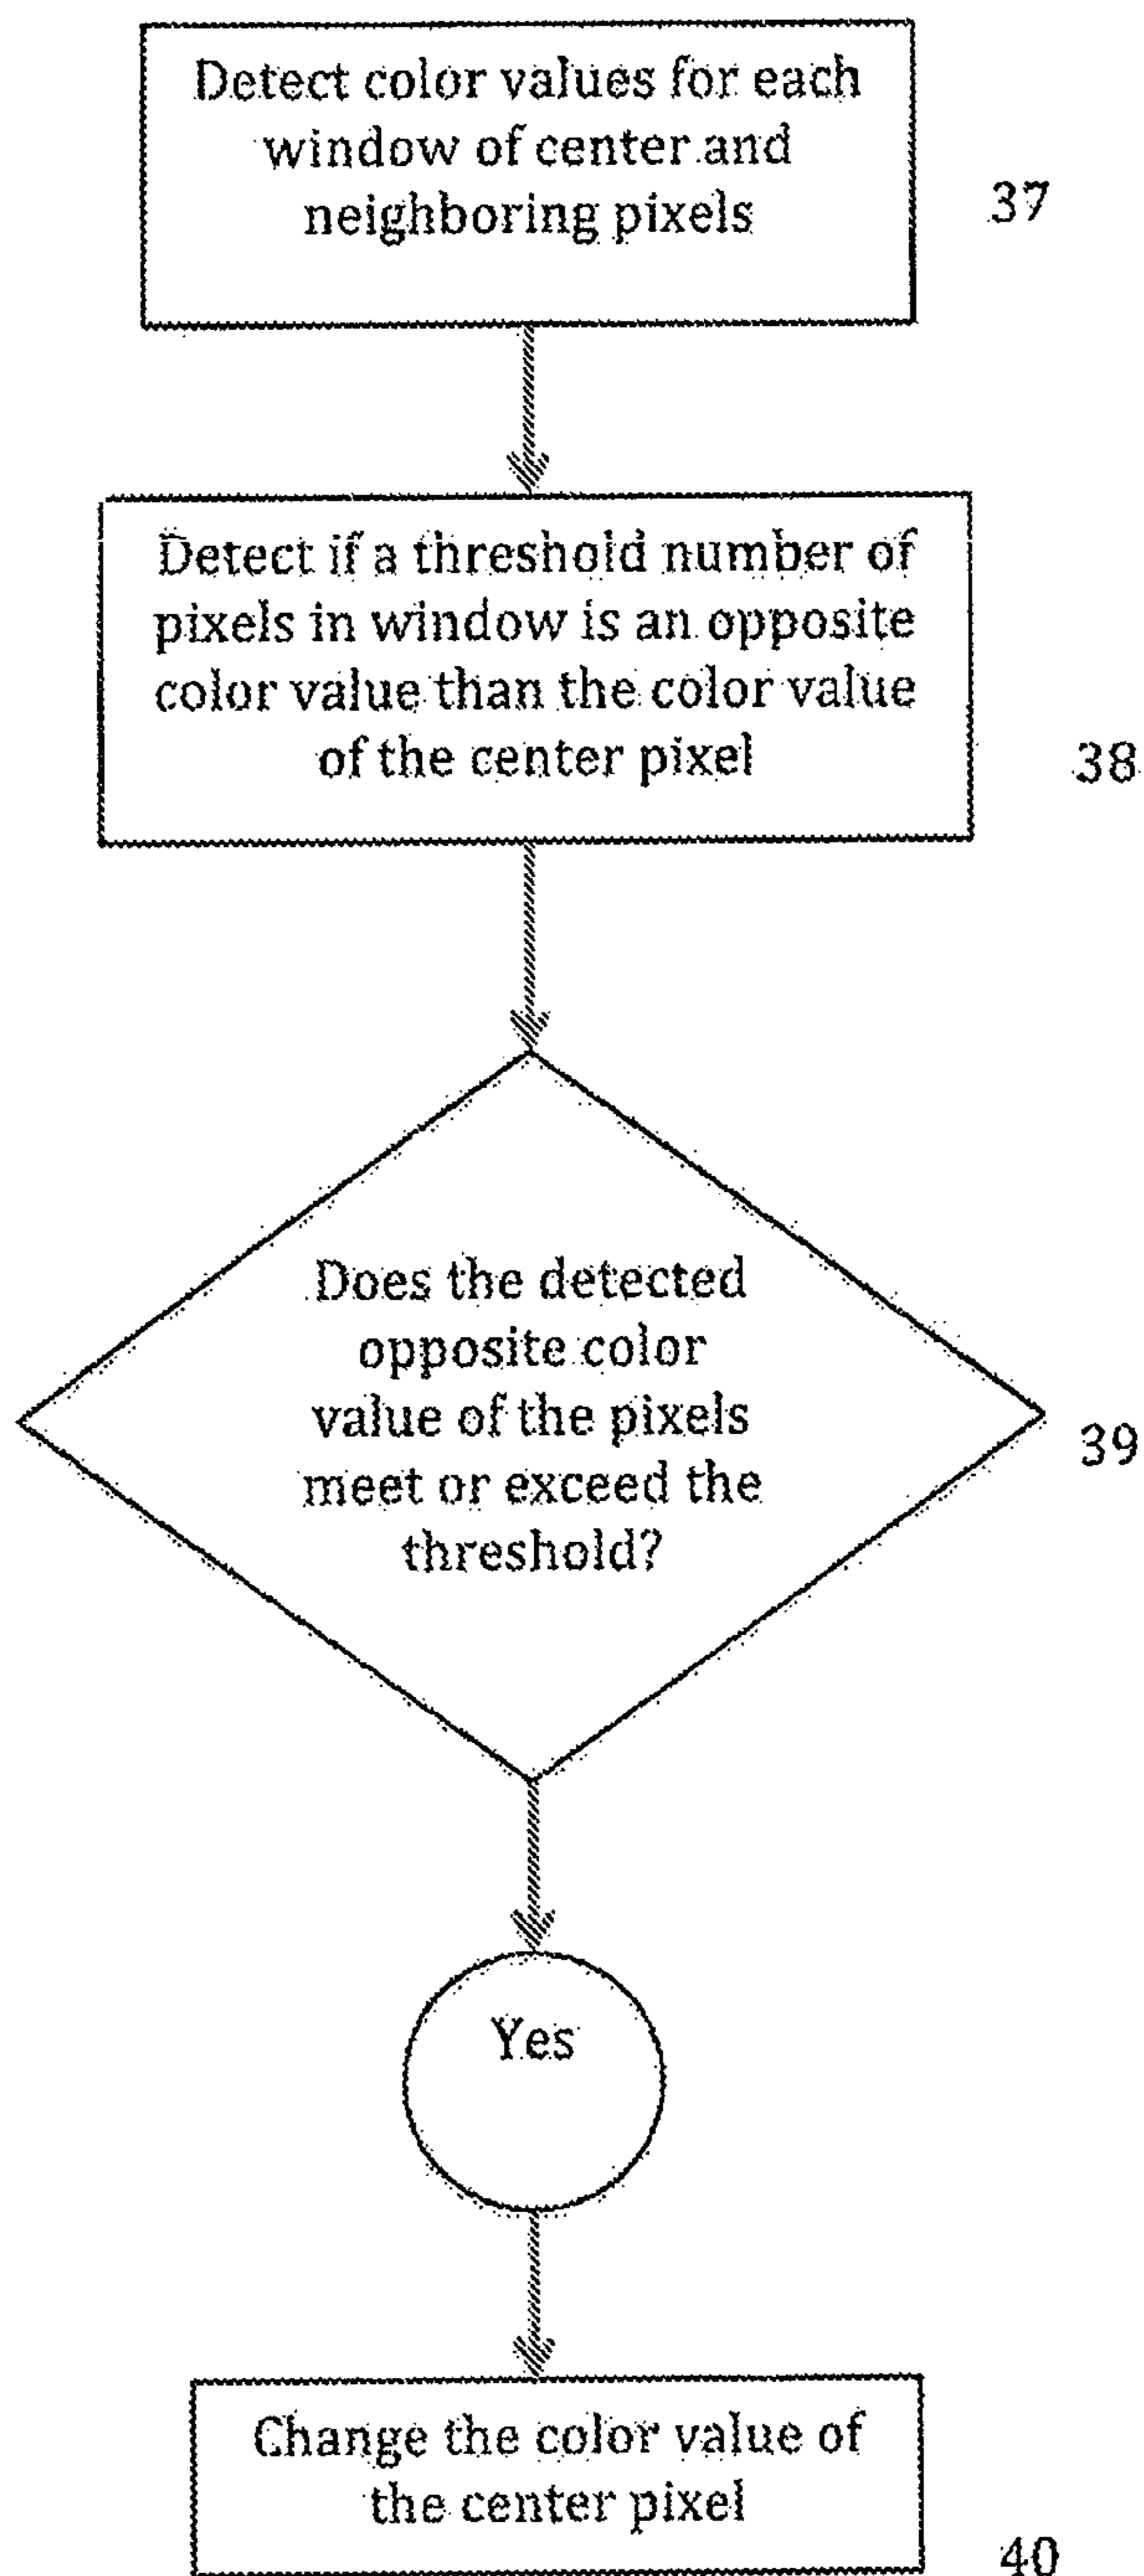 Detect color values for each
window of center and
neighboring pixels
37
Detect if a threshold number of
pixels in window is an opposite
color value than the color value
of the center pixel
38
Does the detected
opposite color
value of the pixels
meet or exceed the
threshold?
39
Yes
Change the color value of
the center pixel
40